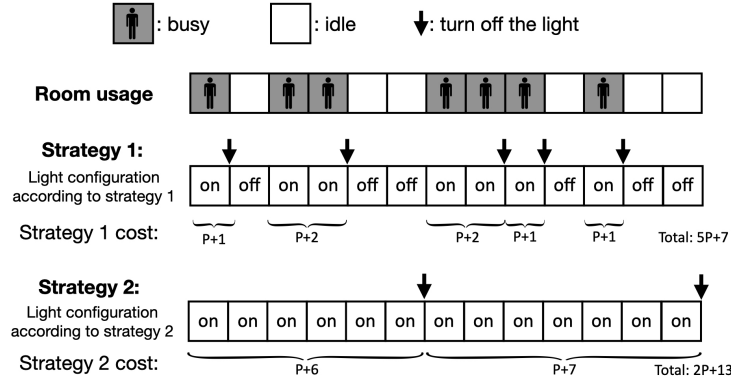 : busy : idle : turn off the light
Room usage
Strategy 1:
Light configuration
according to strategy 1
on off on on off off on on on off on off off
Strategy 1 cost:
P+1 P+2 P+2 P+1 P+1 Total: 5P+7
Strategy 2:
Light configuration
according to strategy 2
on on on on on on on on on on on on on
Strategy 2 cost:
P+6 P+7 Total: 2P+13